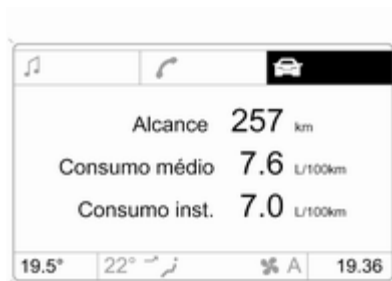 Alcance 257 km
Consumo médio 7.6 L/100km
Consumo inst. 7.0 L/100km
19.5° 22° A 19.36